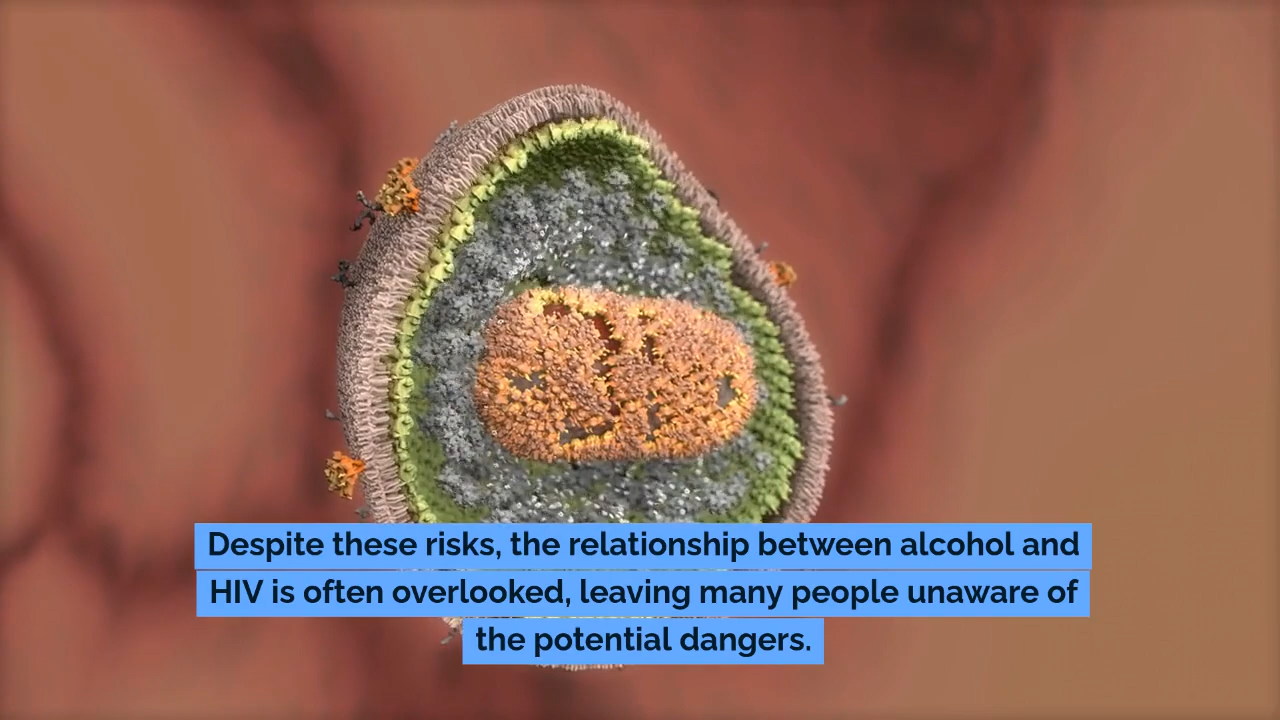 Despite these risks, the relationship between alcohol and
HIV is often overlooked, leaving many people unaware of
the potential dangers.